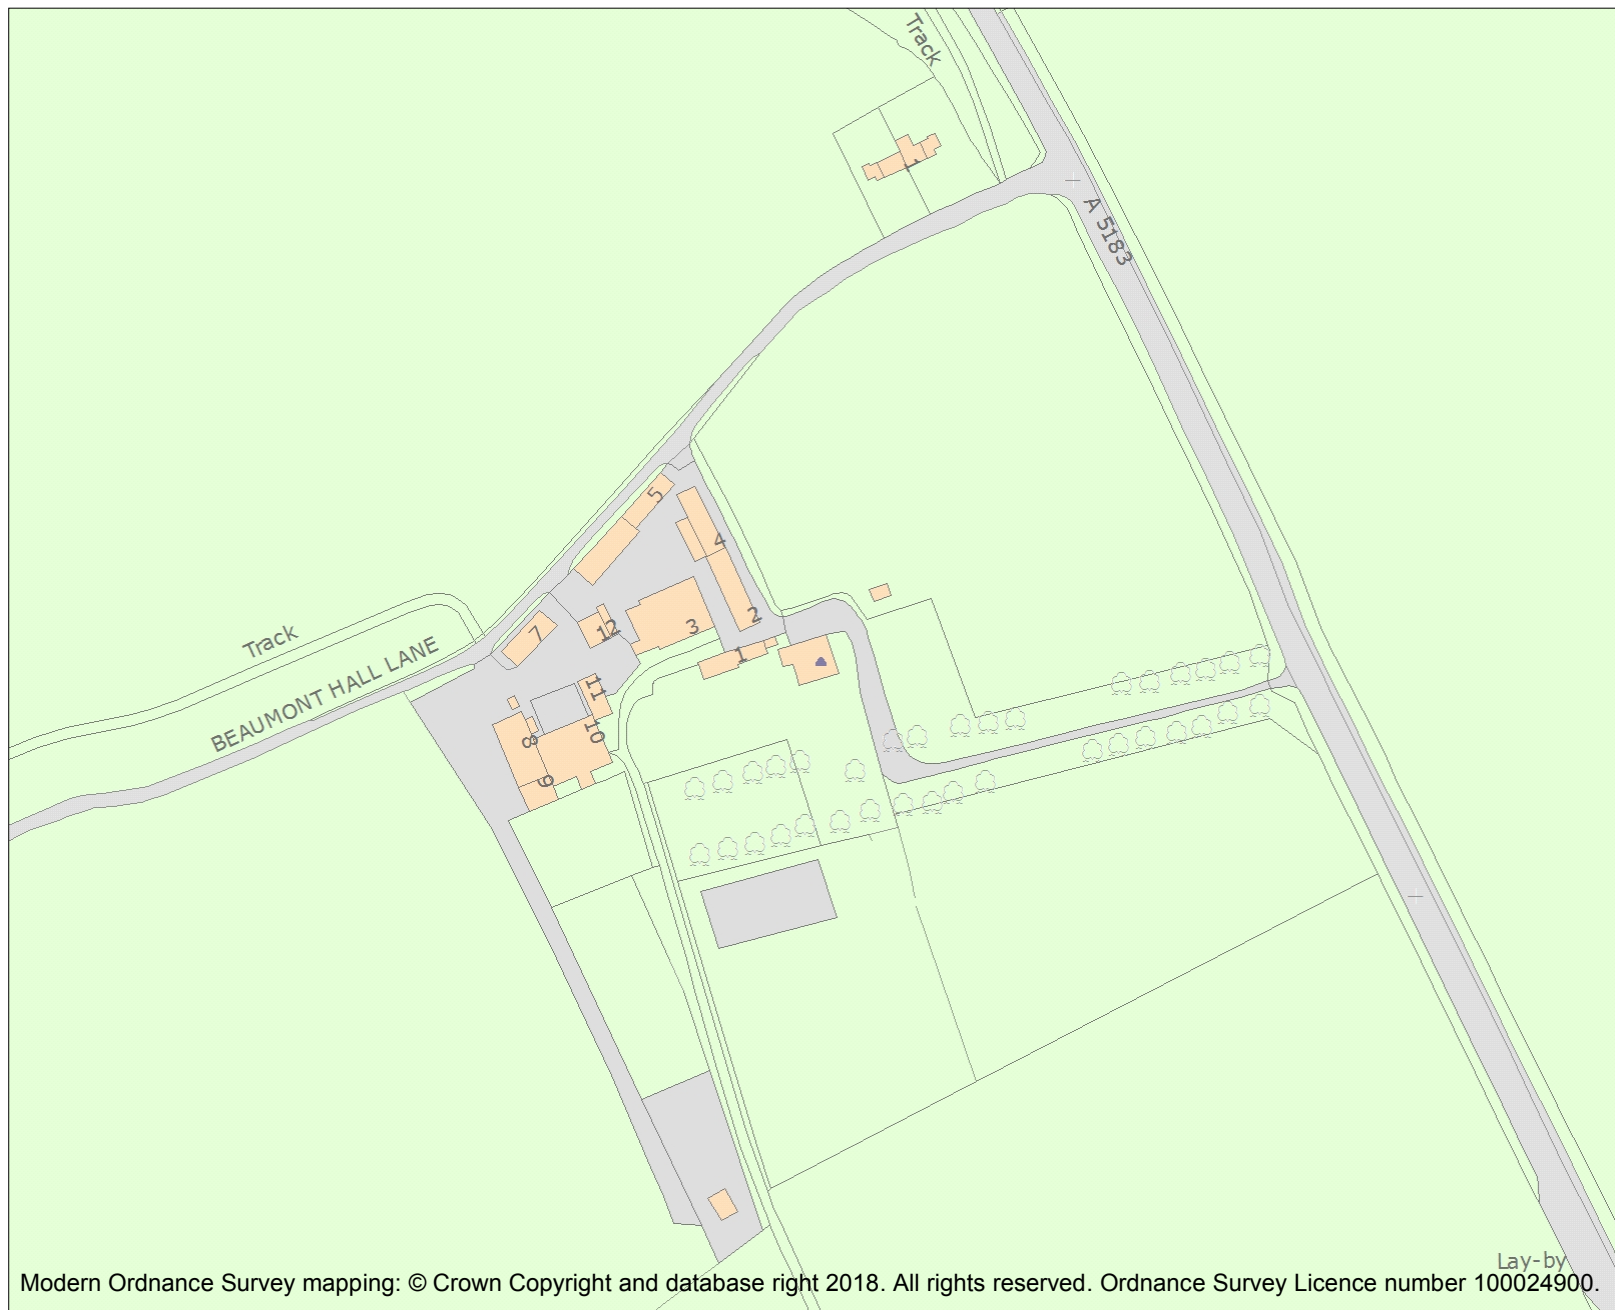 Track
1
A 5183
5
4
2
3
12
7
1
Track
BEAUMONT HALL LANE
11
10
8
9
Lay-by
Modern Ordnance Survey mapping: © Crown Copyright and database right 2018. All rights reserved. Ordnance Survey Licence number 100024900.